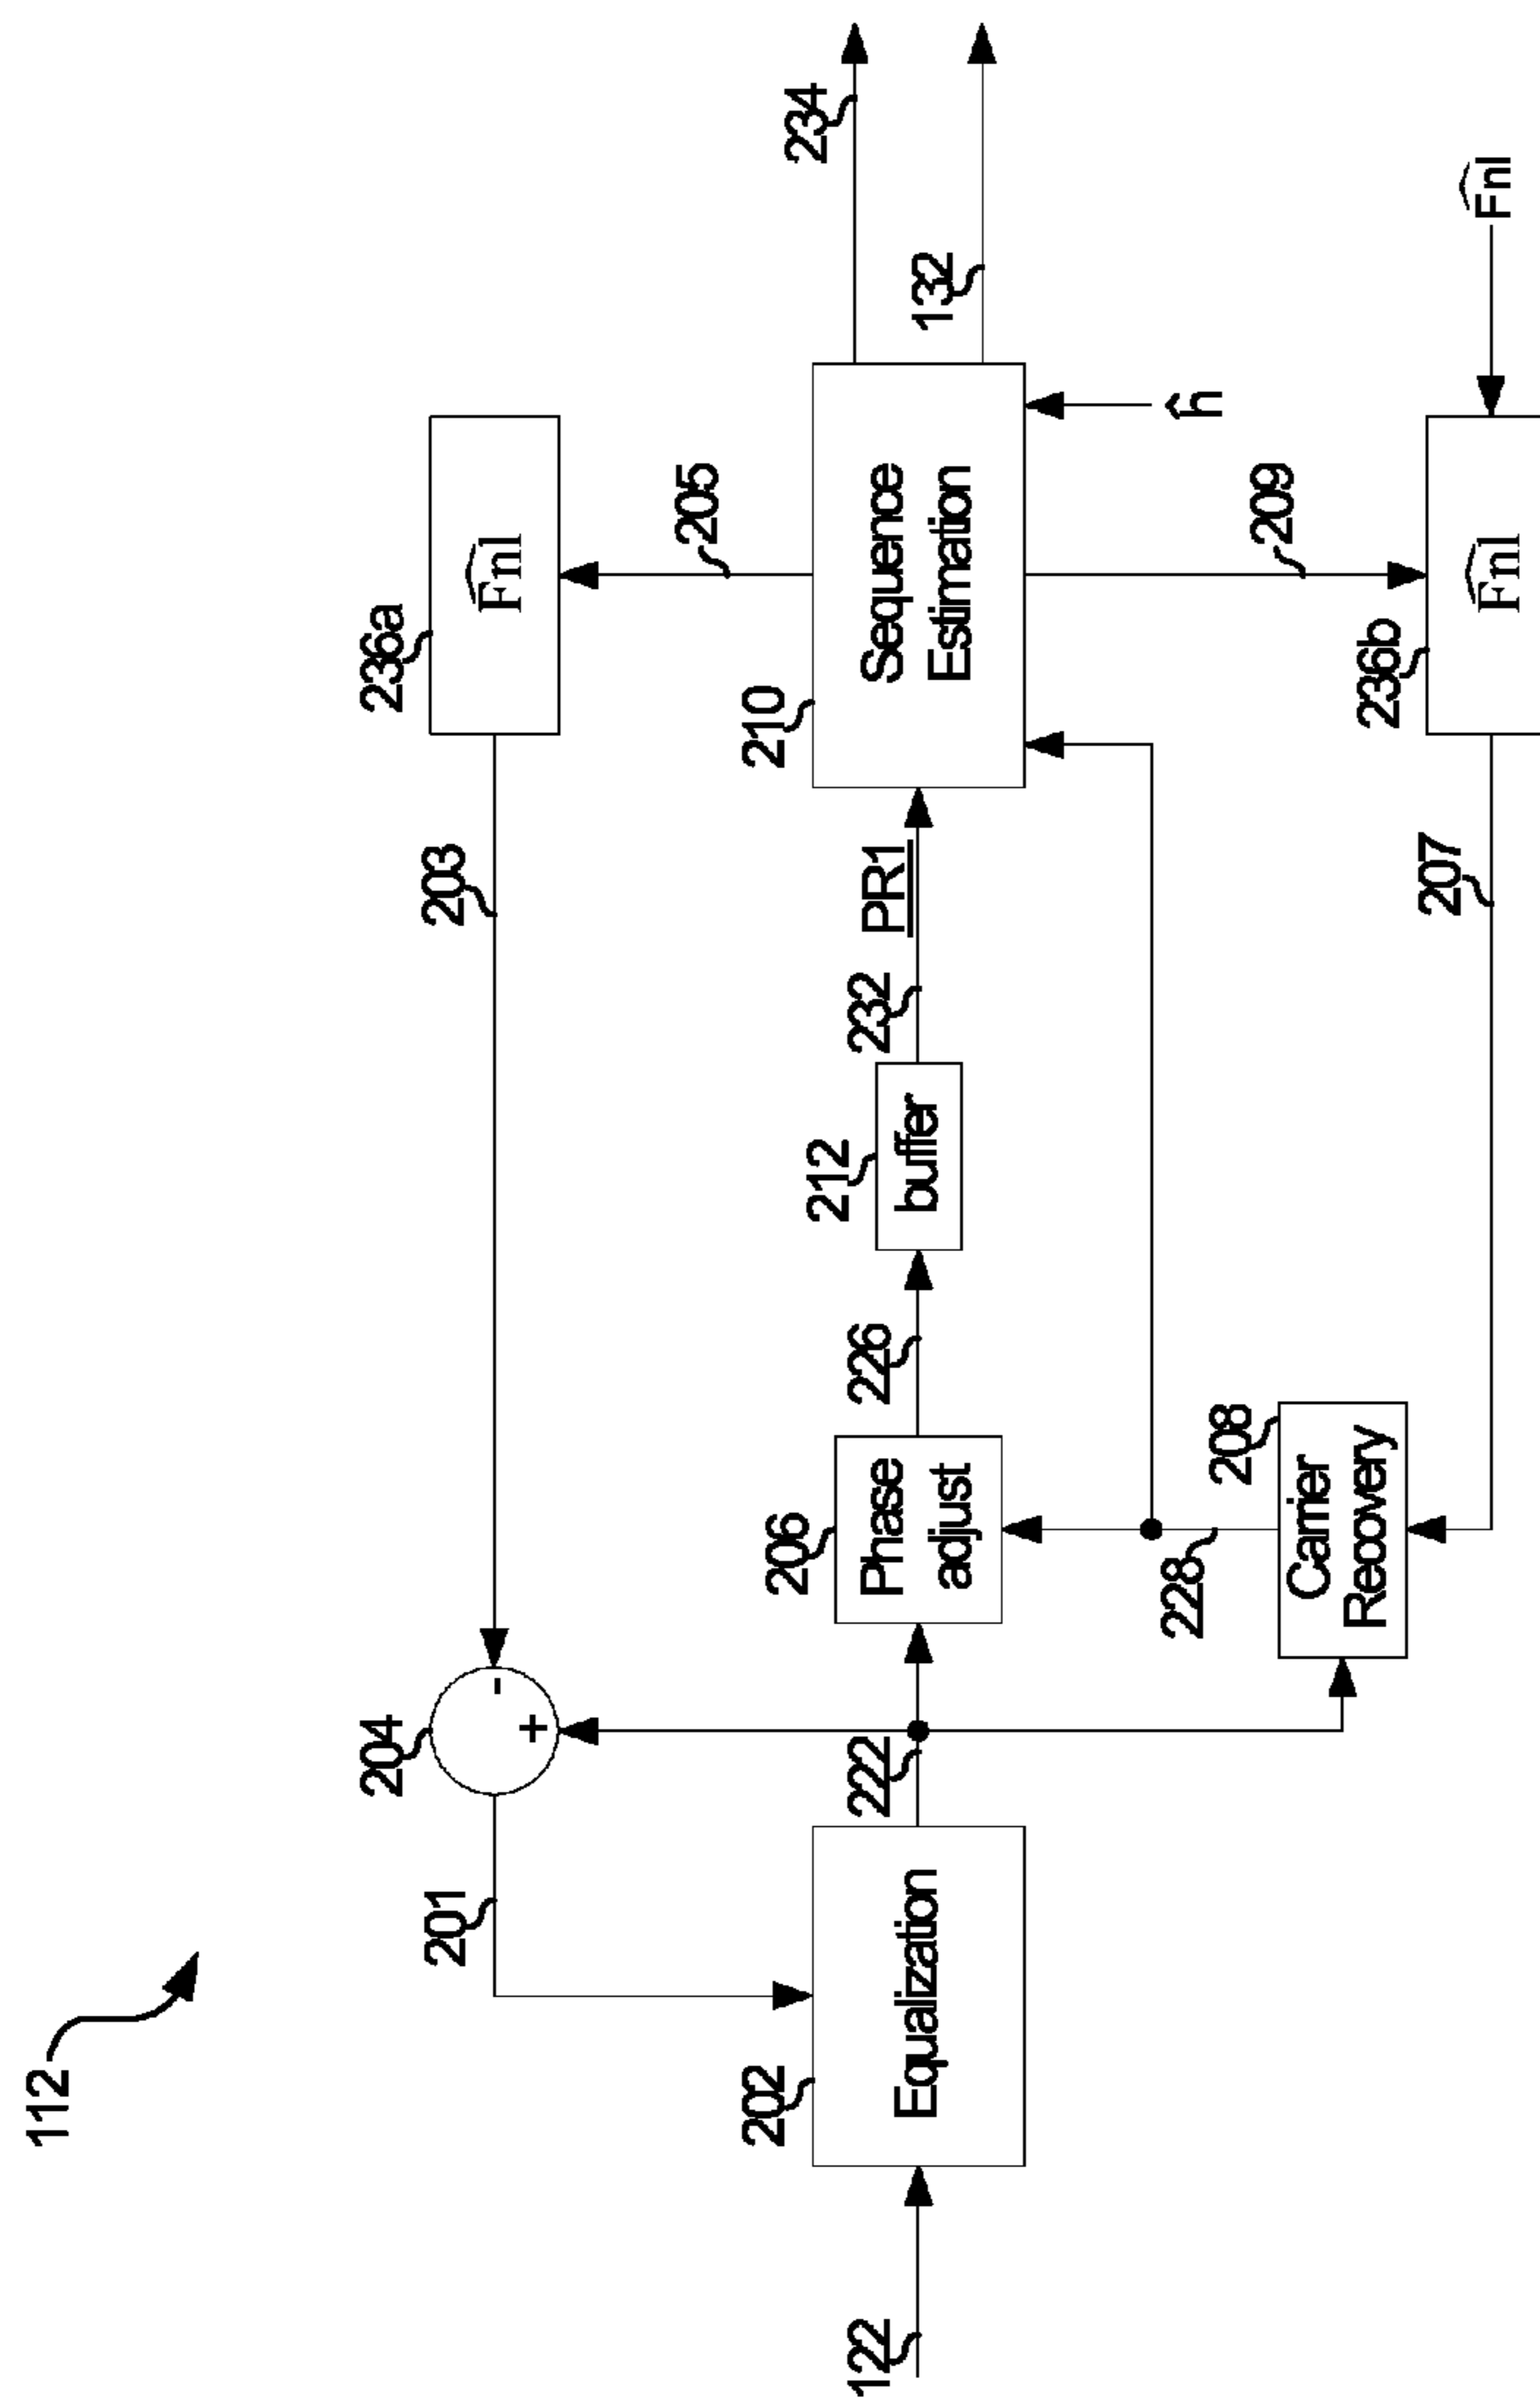 112
204
-
+
201
203
236a
F̂nl
205
234
122
202
Equalization
222
206
Phase
adjust
226
212
buffer
232
PR1
210
Sequence
Estimation
132
ĥ
228
208
Carrier
Recovery
207
209
236b
F̂nl
F̂nl